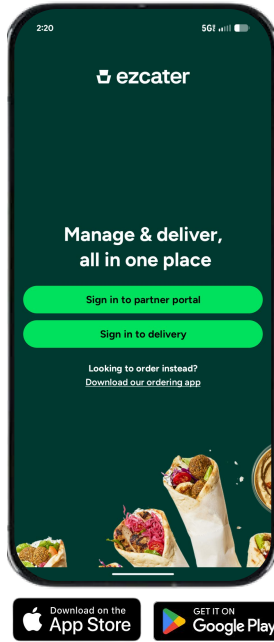 2:20
5G
ezcater
Manage & deliver,
all in one place
Sign in to partner portal
Sign in to delivery
Looking to order instead?
Download our ordering app
Download on the
App Store
GET IT ON
Google Play